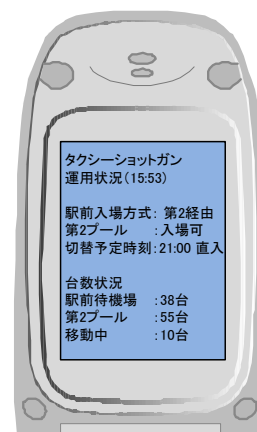 タクシーショットガン
運用状況(15:53)
駅前入場方式: 第2経由
第2プール :入場可
切替予定時刻:21:00 直入
台数状況
駅前待機場 :38台
第2プール :55台
移動中 :10台